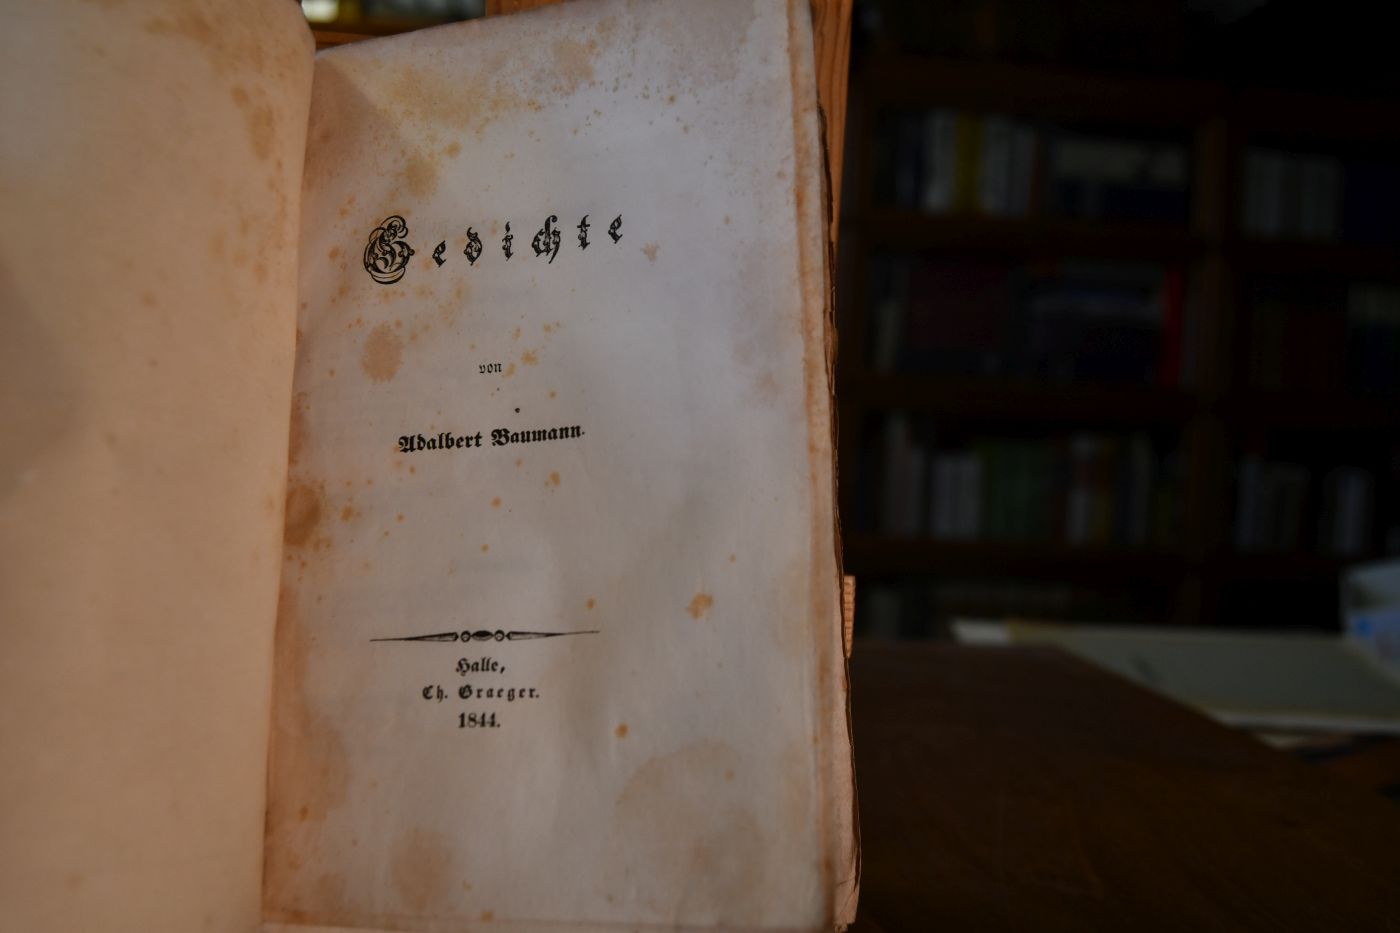 Gedichte
von
Adalbert Baumann.
Halle,
Ch. Graeger.
1844.